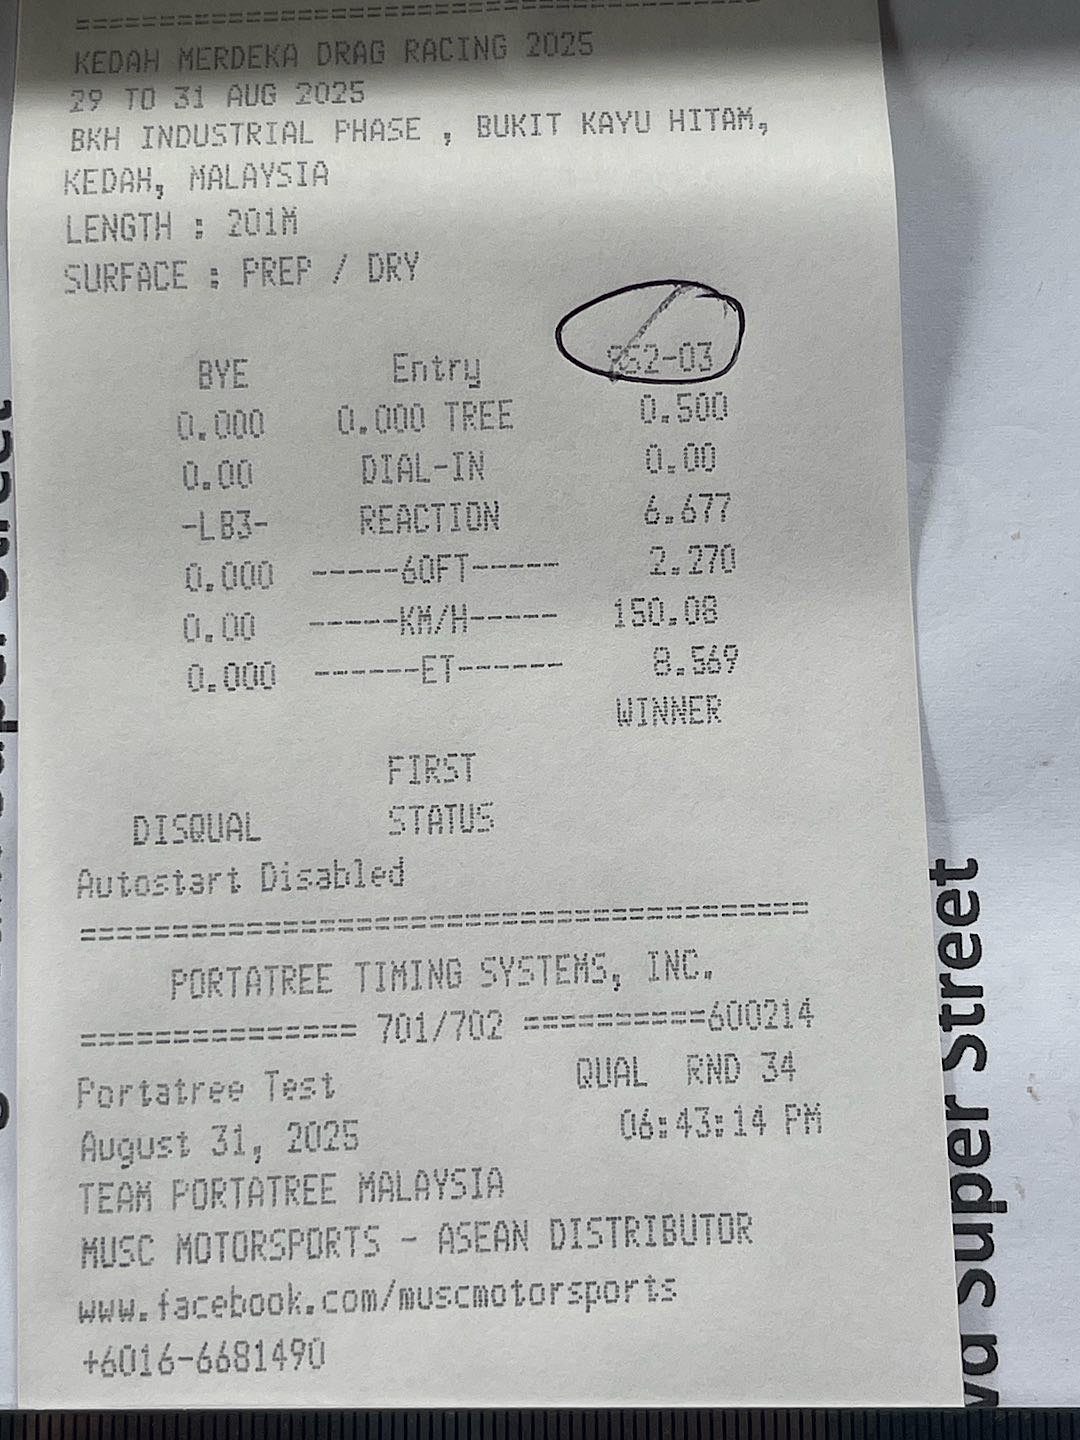 ========================================
KEDAH MERDEKA DRAG RACING 2025
29 TO 31 AUG 2025
BKH INDUSTRIAL PHASE , BUKIT KAYU HITAM,
KEDAH, MALAYSIA
LENGTH : 201M
SURFACE : PREP / DRY
BYE Entry 952-03
0.000 0.000 TREE 0.500
0.00 DIAL-IN 0.00
-LB3- REACTION 6.677
0.000 -----60FT----- 2.270
0.00 -----KM/H----- 150.08
0.000 ------ET------ 8.569
WINNER
FIRST
DISQUAL STATUS
Autostart Disabled
========================================
PORTATREE TIMING SYSTEMS, INC.
=============== 701/702 ==========600214
Portatree Test QUAL RND 34
August 31, 2025 06:43:14 PM
TEAM PORTATREE MALAYSIA
MUSC MOTORSPORTS - ASEAN DISTRIBUTOR
www.facebook.com/muscmotorsports
+6016-6681490
va Super Street